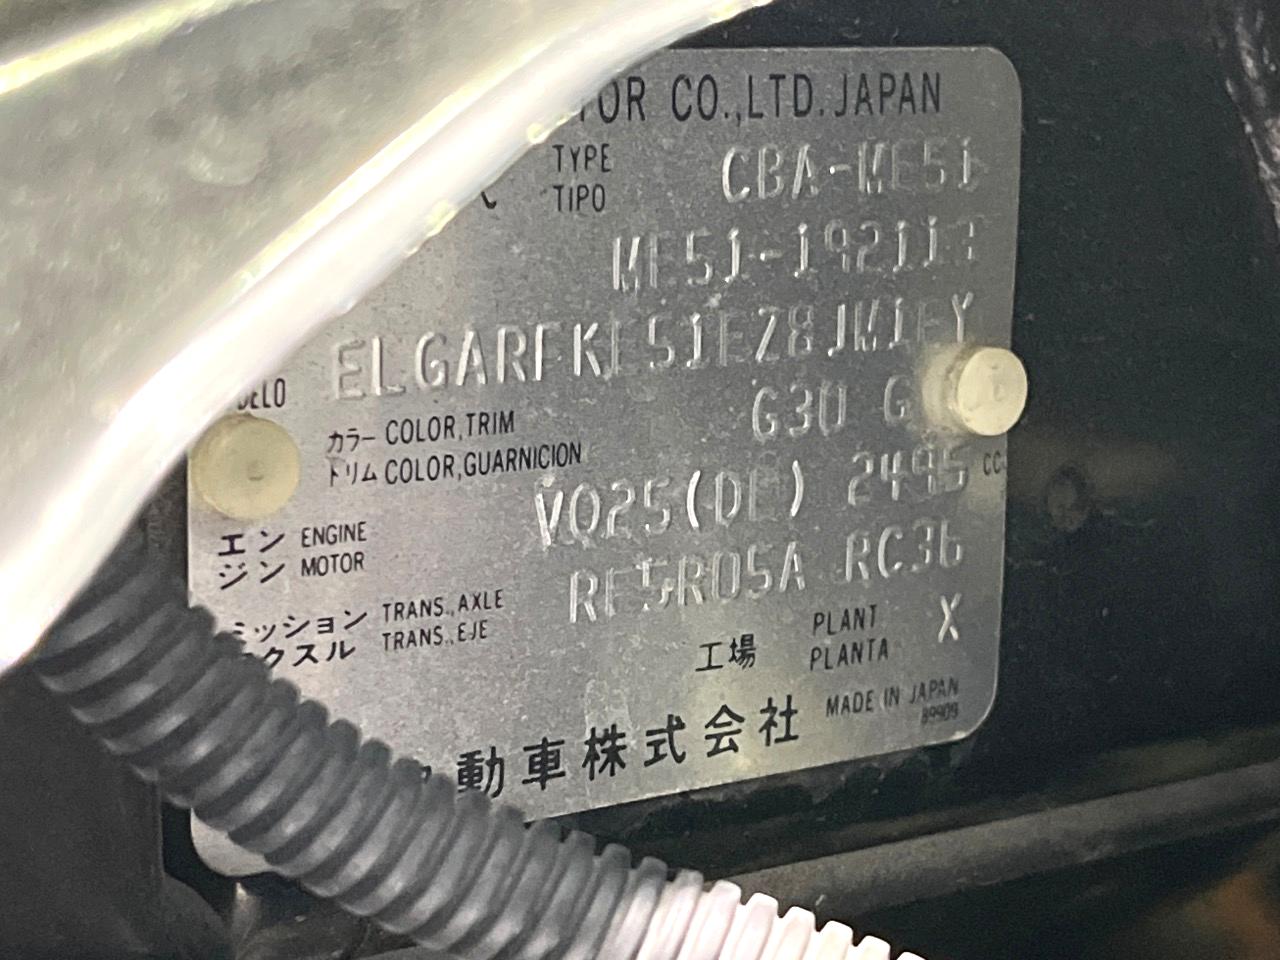 TOR CO.,LTD.JAPAN
TYPE CBA-ME51
TIPO
ME51-192113
DELO ELGARFKE51EZ8JM1FY
カラー COLOR,TRIM G30 G
トリム COLOR,GUARNICION
エン ENGINE VQ25(DE) 2495 CC
ジン MOTOR
ミッション TRANS.,AXLE RE5R05A RC36
クスル TRANS.,EJE
工場 PLANT X
PLANTA
動車株式会社 MADE IN JAPAN
89909